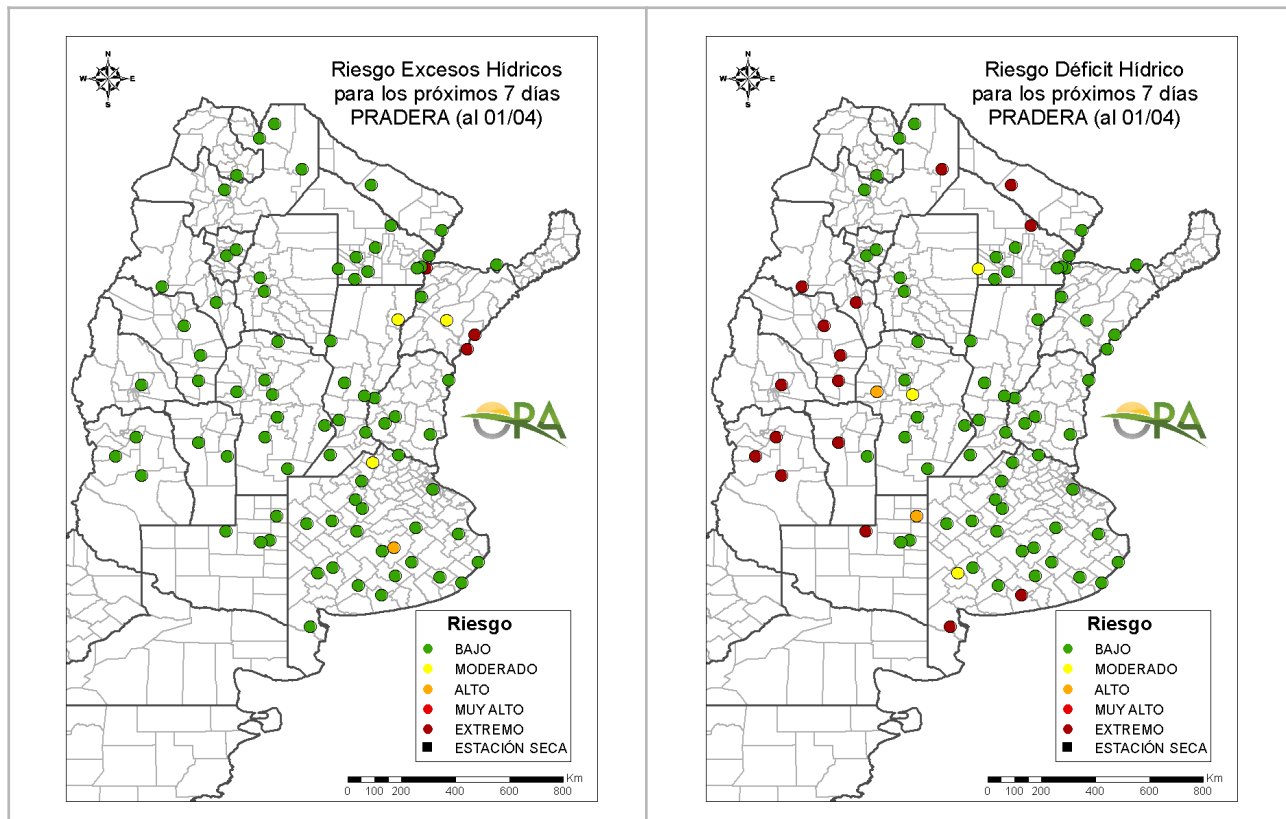 N
W E
S
Riesgo Excesos Hídricos
para los próximos 7 días
PRADERA (al 01/04)
ORA
Riesgo
BAJO
MODERADO
ALTO
MUY ALTO
EXTREMO
ESTACIÓN SECA
Km
0 100 200 400 600 800
N
W E
S
Riesgo Déficit Hídrico
para los próximos 7 días
PRADERA (al 01/04)
ORA
Riesgo
BAJO
MODERADO
ALTO
MUY ALTO
EXTREMO
ESTACIÓN SECA
Km
0 100 200 400 600 800